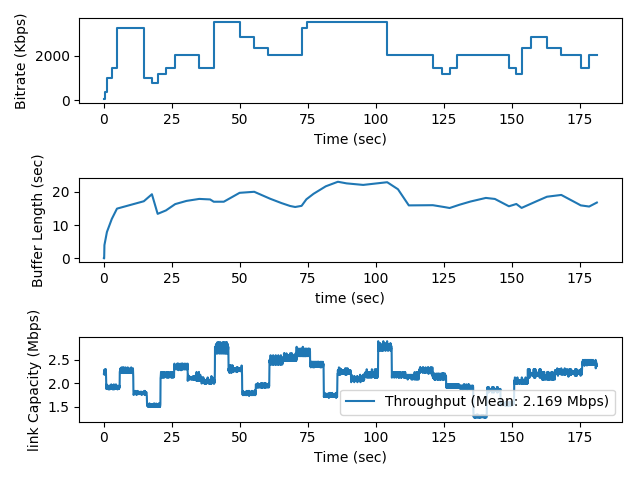 Bitrate (Kbps)
2000
0
0 25 50 75 100 125 150 175
Time (sec)
Buffer Length (sec)
20
10
0
0 25 50 75 100 125 150 175
time (sec)
link Capacity (Mbps)
2.5
2.0
1.5
Throughput (Mean: 2.169 Mbps)
0 25 50 75 100 125 150 175
Time (sec)